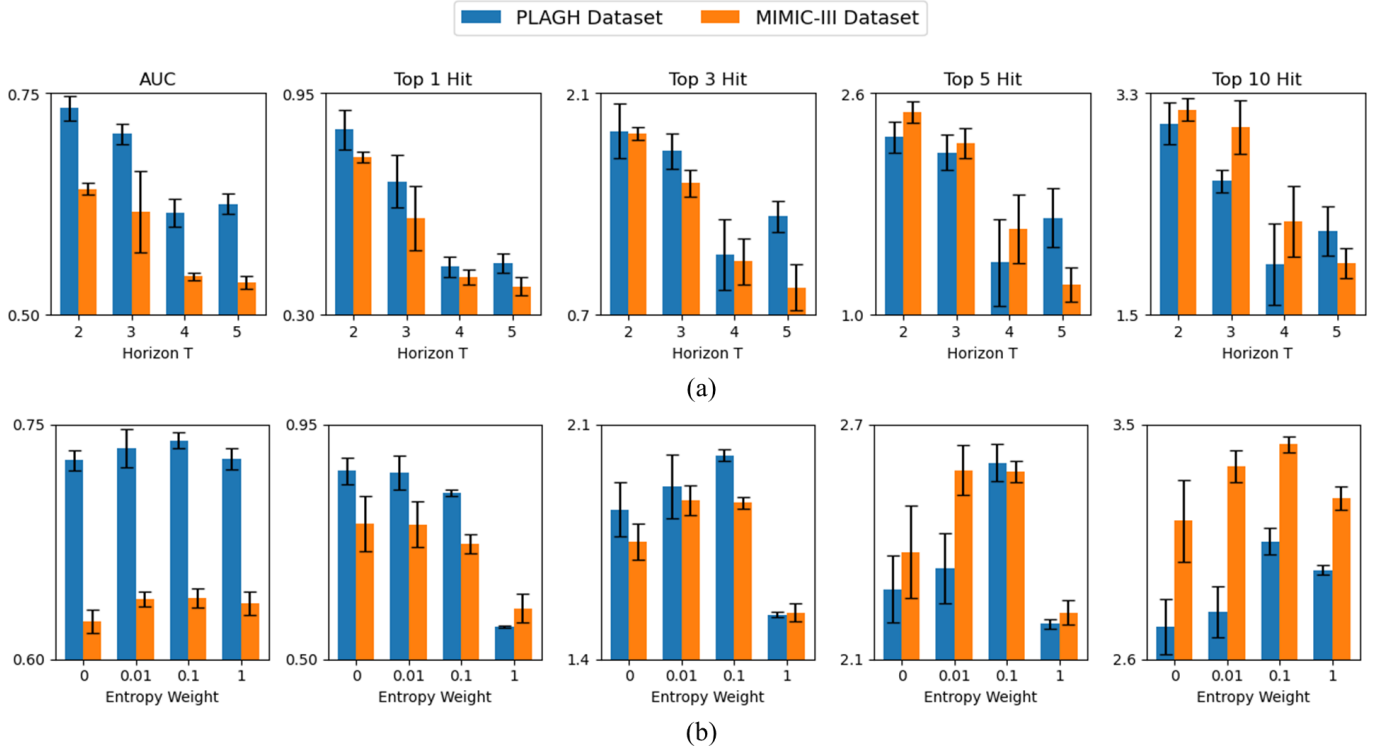 PLAGH Dataset MIMIC-III Dataset
AUC Top 1 Hit Top 3 Hit Top 5 Hit Top 10 Hit
0.75 0.95 2.1 2.6 3.3
0.50 0.30 0.7 1.0 1.5
2 3 4 5 2 3 4 5 2 3 4 5 2 3 4 5 2 3 4 5
Horizon T Horizon T Horizon T Horizon T Horizon T
(a)
0.75 0.95 2.1 2.7 3.5
0.60 0.50 1.4 2.1 2.6
0 0.01 0.1 1 0 0.01 0.1 1 0 0.01 0.1 1 0 0.01 0.1 1 0 0.01 0.1 1
Entropy Weight Entropy Weight Entropy Weight Entropy Weight Entropy Weight
(b)